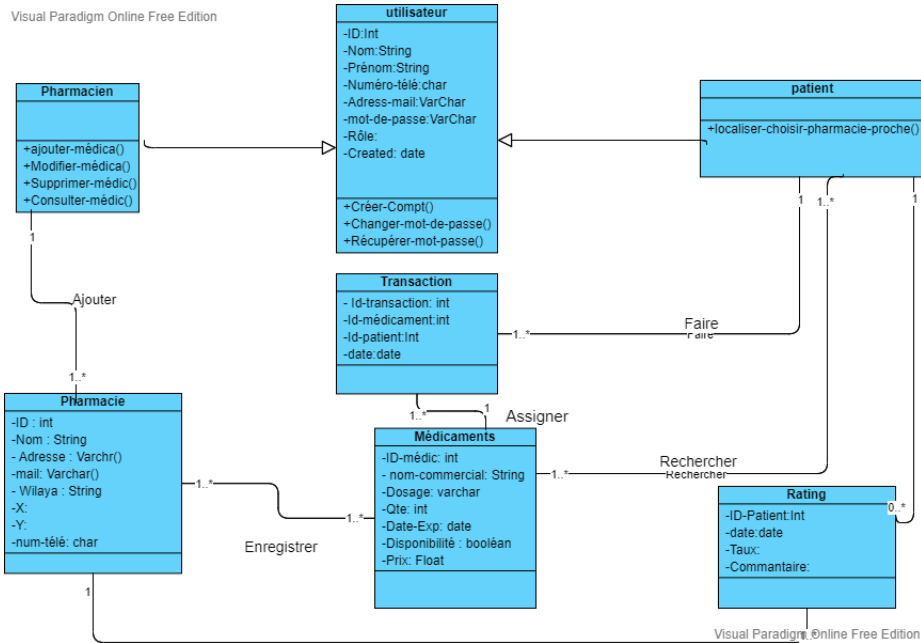 Visual Paradigm Online Free Edition
utilisateur
-ID:Int
-Nom:String
-Prénom:String
-Numéro-télé:char
-Adress-mail:VarChar
-mot-de-passe:VarChar
-Rôle:
-Created: date
+Créer-Compt()
+Changer-mot-de-passe()
+Récupérer-mot-passe()
Pharmacien
+ajouter-médica()
+Modifier-médica()
+Supprimer-médic()
+Consulter-médic()
patient
+localiser-choisir-pharmacie-proche()
1
Ajouter
1..*
1
1..*
1
Transaction
- Id-transaction: int
-Id-médicament:int
-Id-patient:Int
-date:date
1..*
Faire
Faire
1..*
1
Assigner
Pharmacie
-ID : int
-Nom : String
- Adresse : Varchr()
-mail: Varchar()
- Wilaya : String
-X:
-Y:
-num-télé: char
1..*
1..*
Enregistrer
Médicaments
-ID-médic: int
- nom-commercial: String
-Dosage: varchar
-Qte: int
-Date-Exp: date
-Disponibilité : booléan
-Prix: Float
1..*
Rechercher
Rechercher
Rating
-ID-Patient:Int
-date:date
-Taux:
-Commantaire:
0..*
1
1..*
Visual Paradigm Online Free Edition